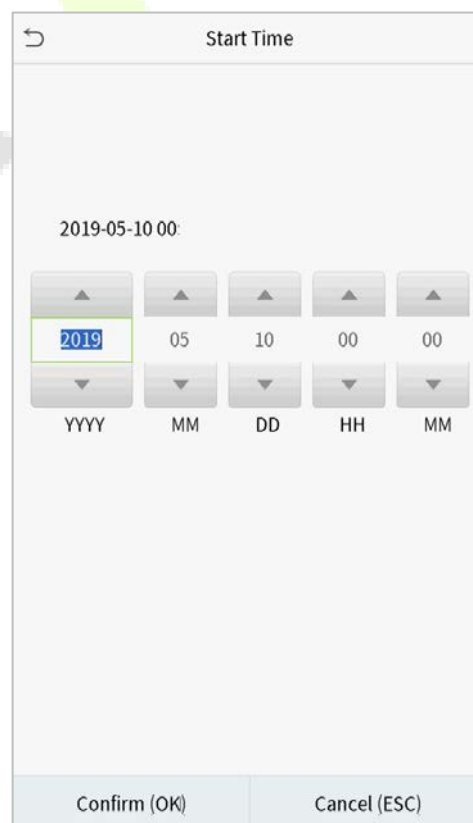 Start Time
2019-05-10 00:
2019 05 10 00 00
YYYY MM DD HH MM
Confirm (OK) Cancel (ESC)